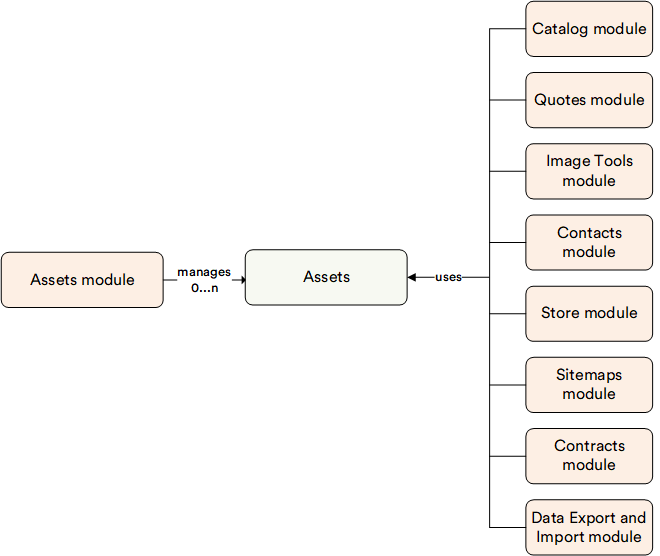 Catalog module
Quotes module
Image Tools
module
Contacts
module
Assets module
manages
0...n
Assets
uses
Store module
Sitemaps
module
Contracts
module
Data Export and
Import module